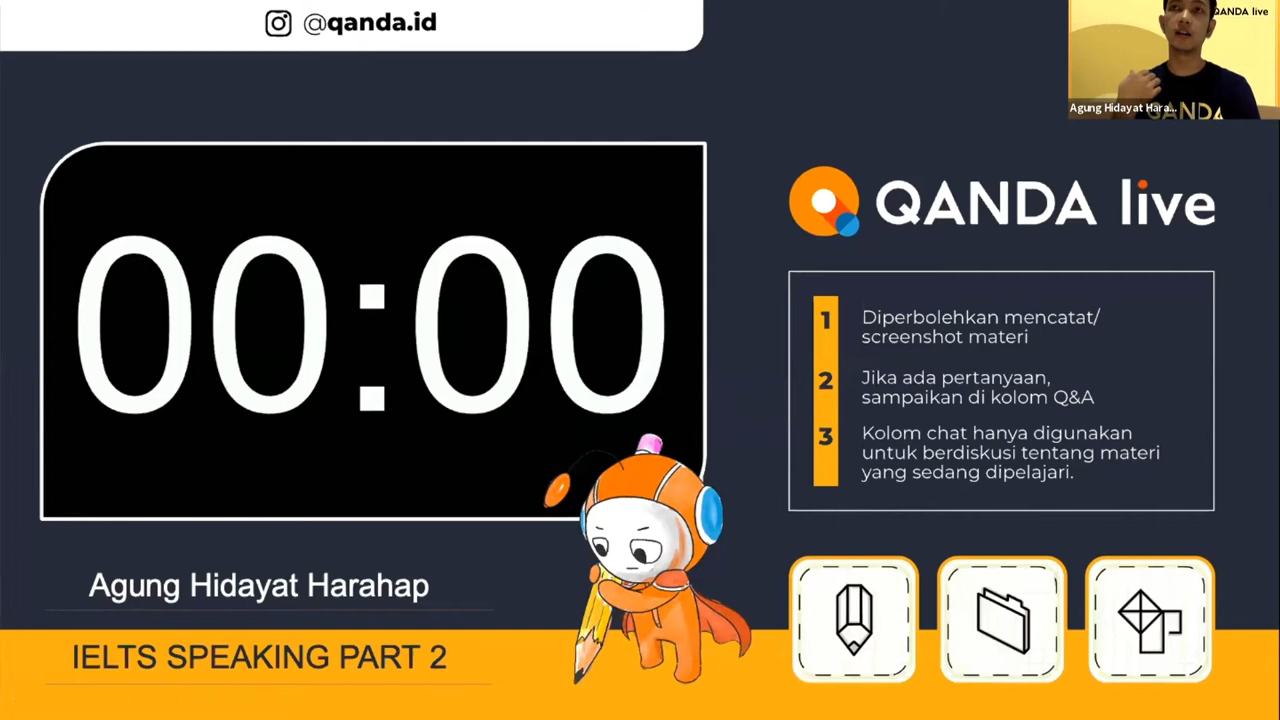 @qanda.id
QANDA live
Agung Hidayat Hara...
QANDA
00:00
QANDA live
1 Diperbolehkan mencatat/
screenshot materi
2 Jika ada pertanyaan,
sampaikan di kolom Q&A
3 Kolom chat hanya digunakan
untuk berdiskusi tentang materi
yang sedang dipelajari.
Agung Hidayat Harahap
IELTS SPEAKING PART 2